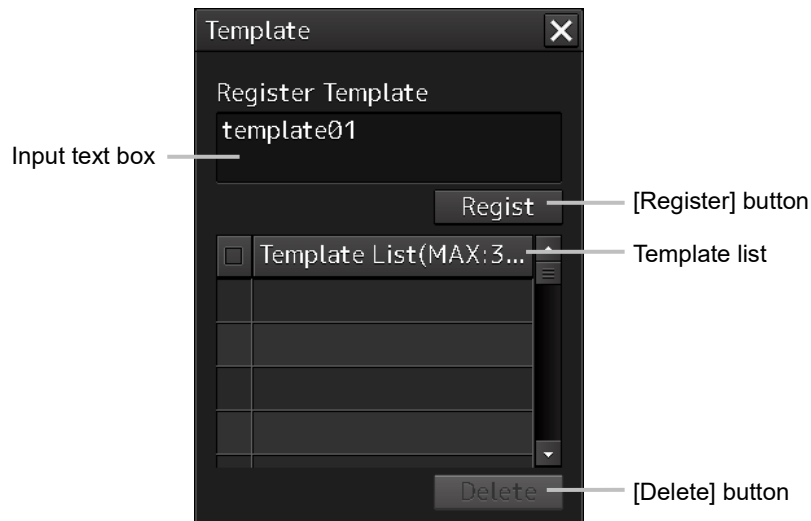 Template
Register Template
template01
Input text box
Regist
[Register] button
Template List(MAX:3...
Template list
Delete
[Delete] button